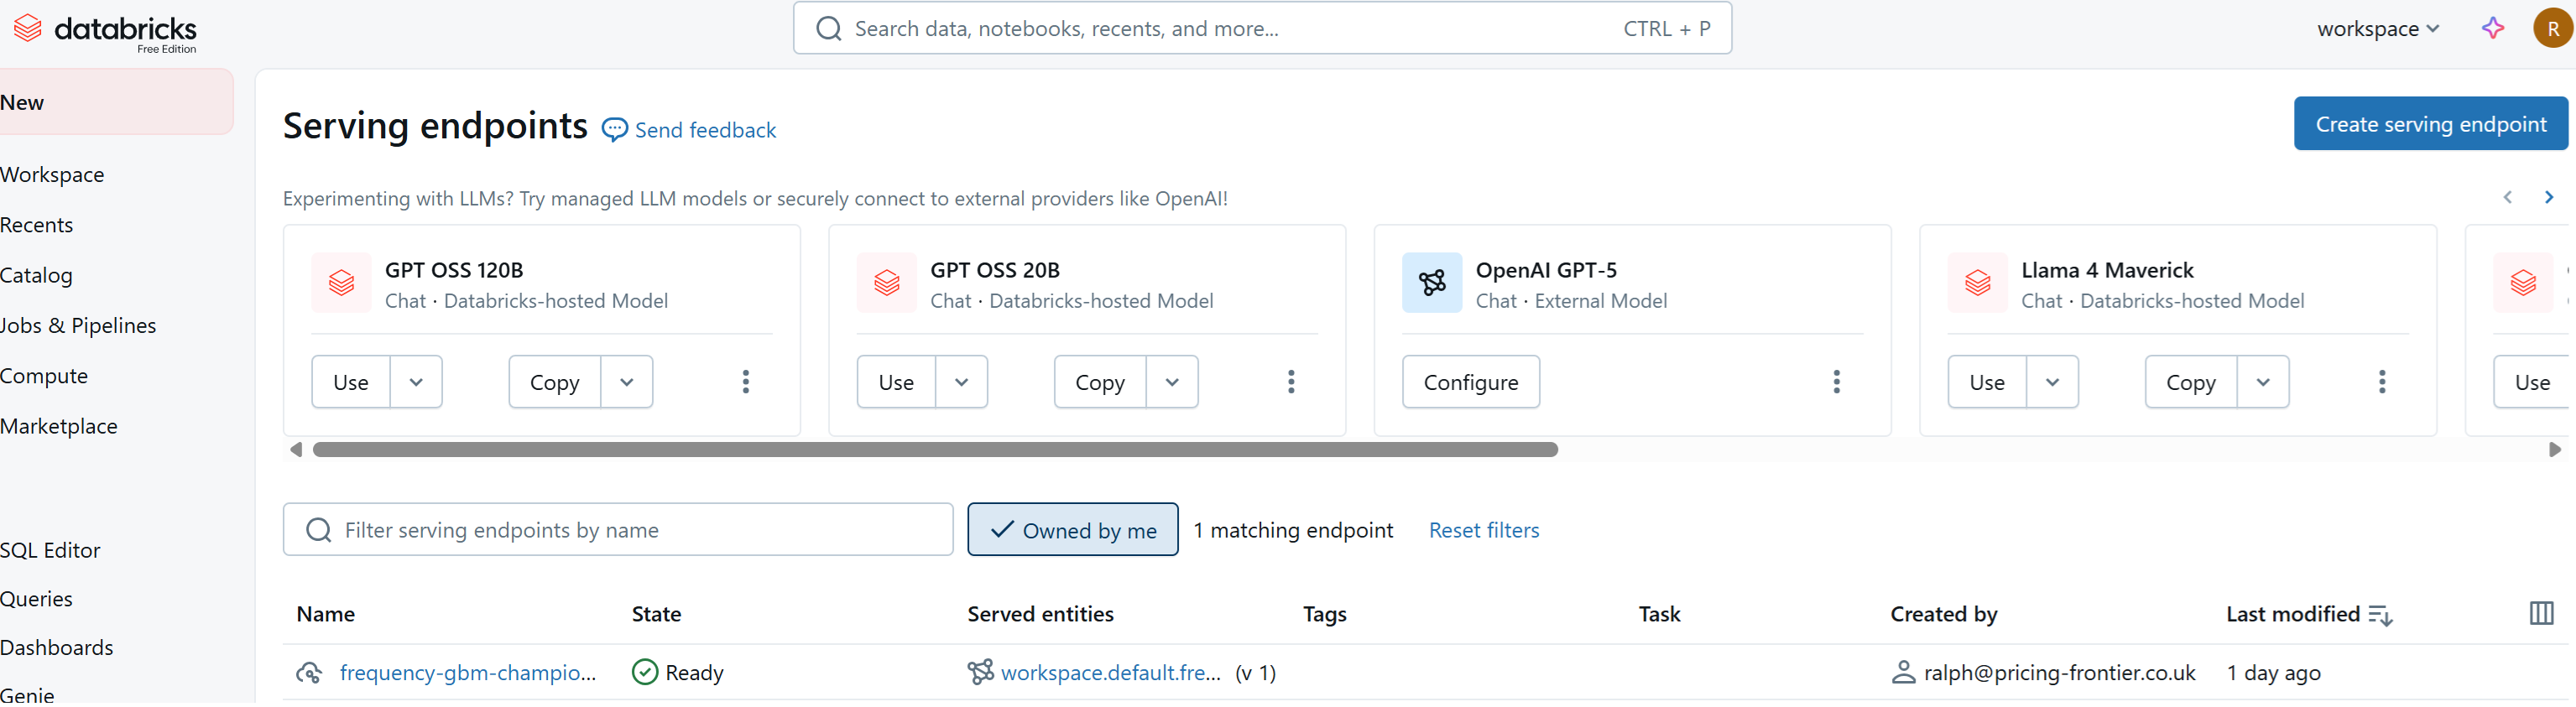 databricks
Free Edition
Search data, notebooks, recents, and more...
CTRL + P
workspace
R
New
Workspace
Recents
Catalog
Jobs & Pipelines
Compute
Marketplace
SQL Editor
Queries
Dashboards
Genie
Serving endpoints
Send feedback
Create serving endpoint
Experimenting with LLMs? Try managed LLM models or securely connect to external providers like OpenAI!
GPT OSS 120B
Chat · Databricks-hosted Model
Use
Copy
GPT OSS 20B
Chat · Databricks-hosted Model
Use
Copy
OpenAI GPT-5
Chat · External Model
Configure
Llama 4 Maverick
Chat · Databricks-hosted Model
Use
Copy
Use
Filter serving endpoints by name
Owned by me
1 matching endpoint
Reset filters
Name State Served entities Tags Task Created by Last modified
frequency-gbm-champio... Ready workspace.default.fre... (v 1) ralph@pricing-frontier.co.uk 1 day ago